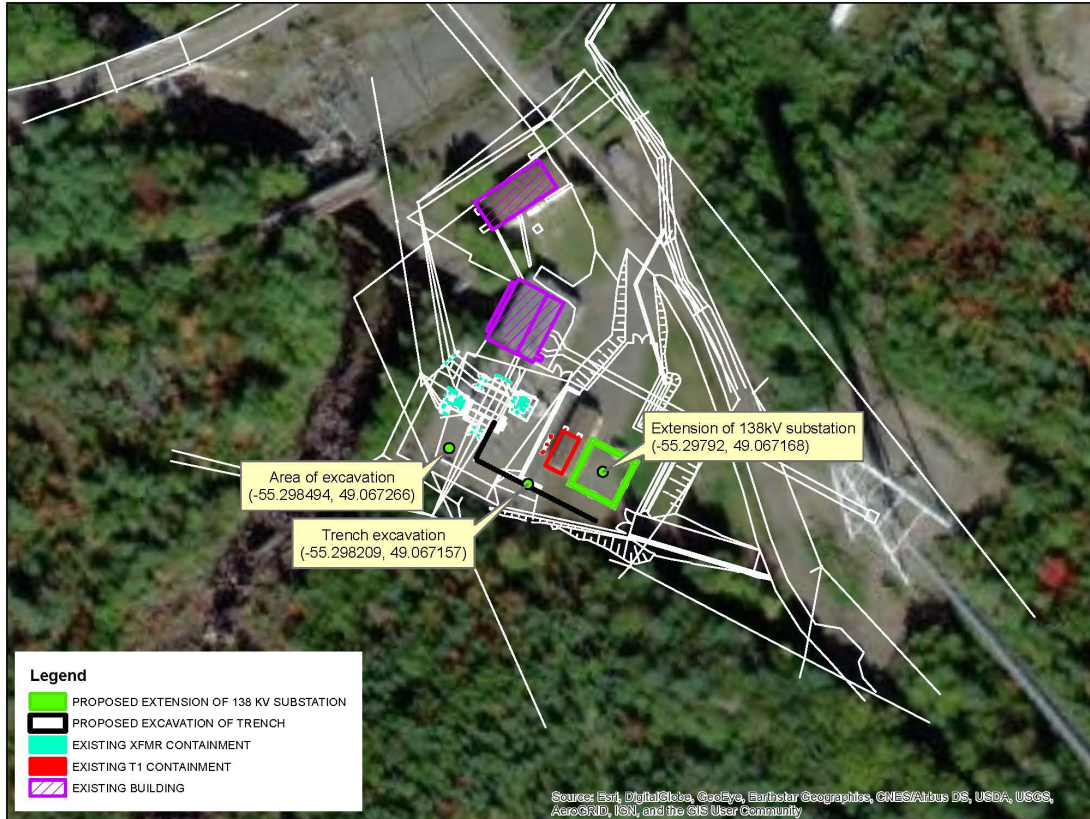 Extension of 138kV substation
(-55.29792, 49.067168)
Area of excavation
(-55.298494, 49.067266)
Trench excavation
(-55.298209, 49.067157)
Legend
PROPOSED EXTENSION OF 138 KV SUBSTATION
PROPOSED EXCAVATION OF TRENCH
EXISTING XFMR CONTAINMENT
EXISTING T1 CONTAINMENT
EXISTING BUILDING
Source: Esri, DigitalGlobe, GeoEye, Earthstar Geographics, CNES/Airbus DS, USDA, USGS,
AeroGRID, IGN, and the GIS User Community